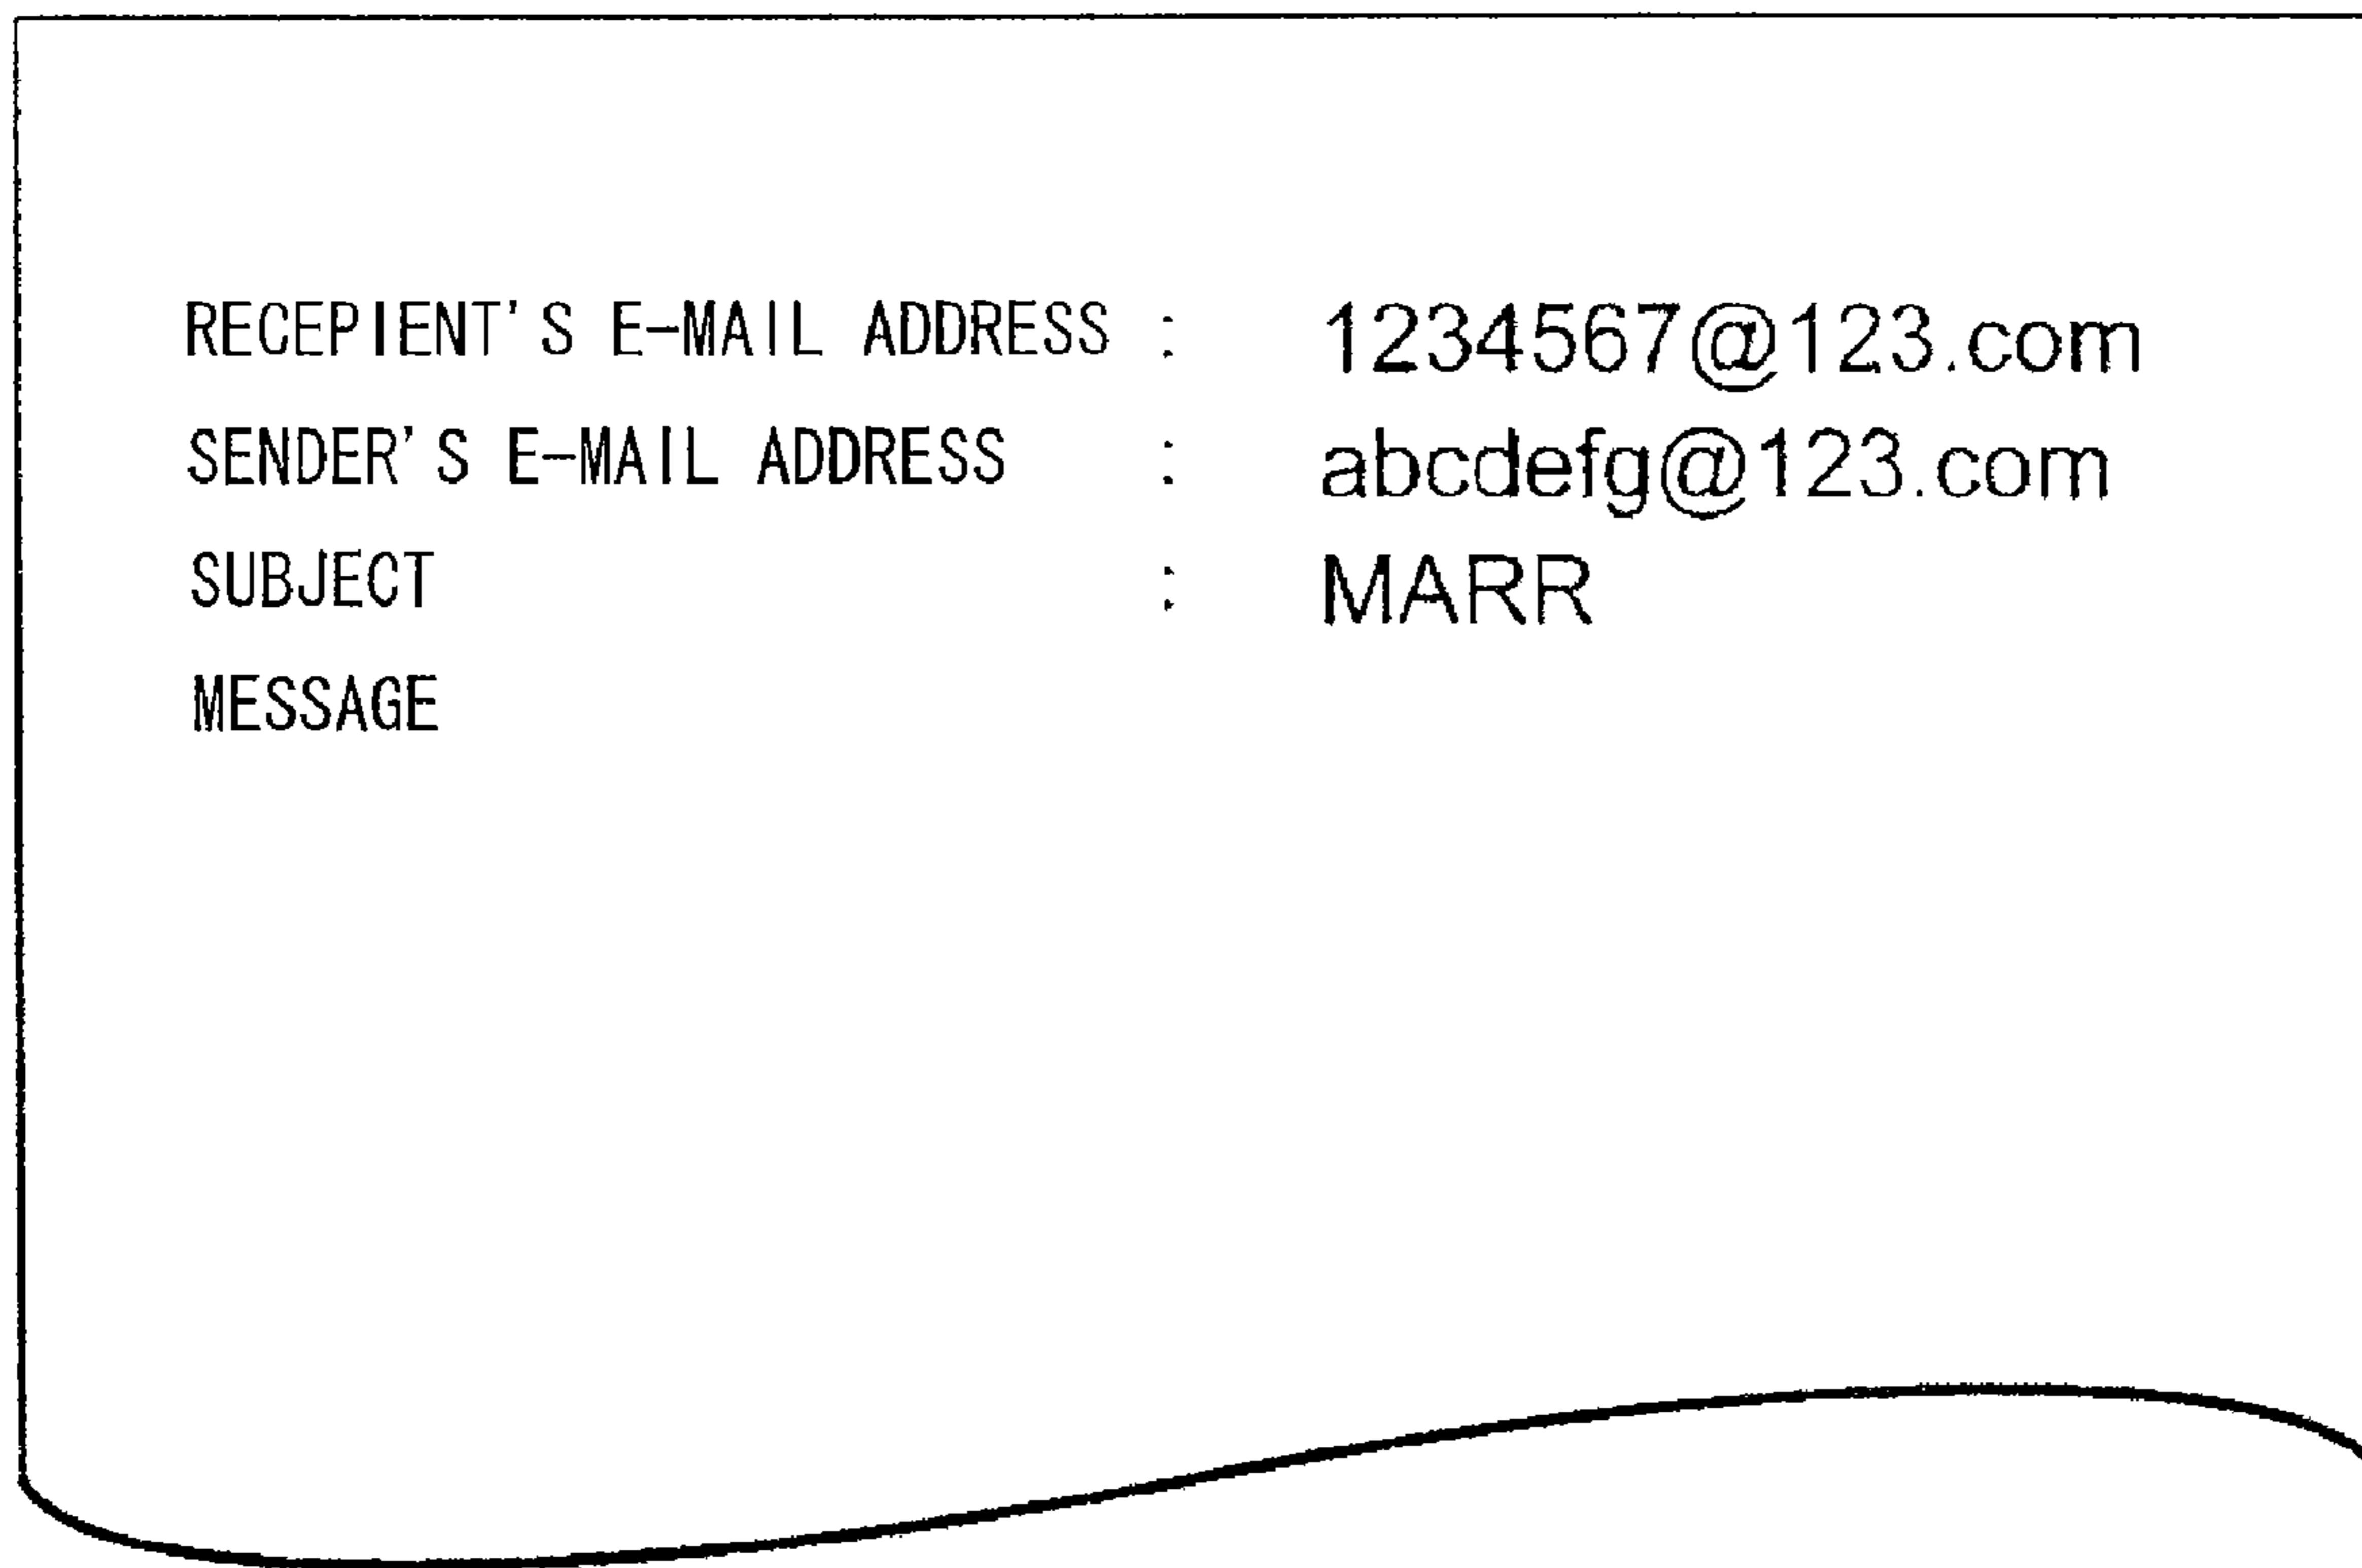 RECEPIENT'S E-MAIL ADDRESS : 1234567@123.com
SENDER'S E-MAIL ADDRESS : abcdefg@123.com
SUBJECT : MARR
MESSAGE